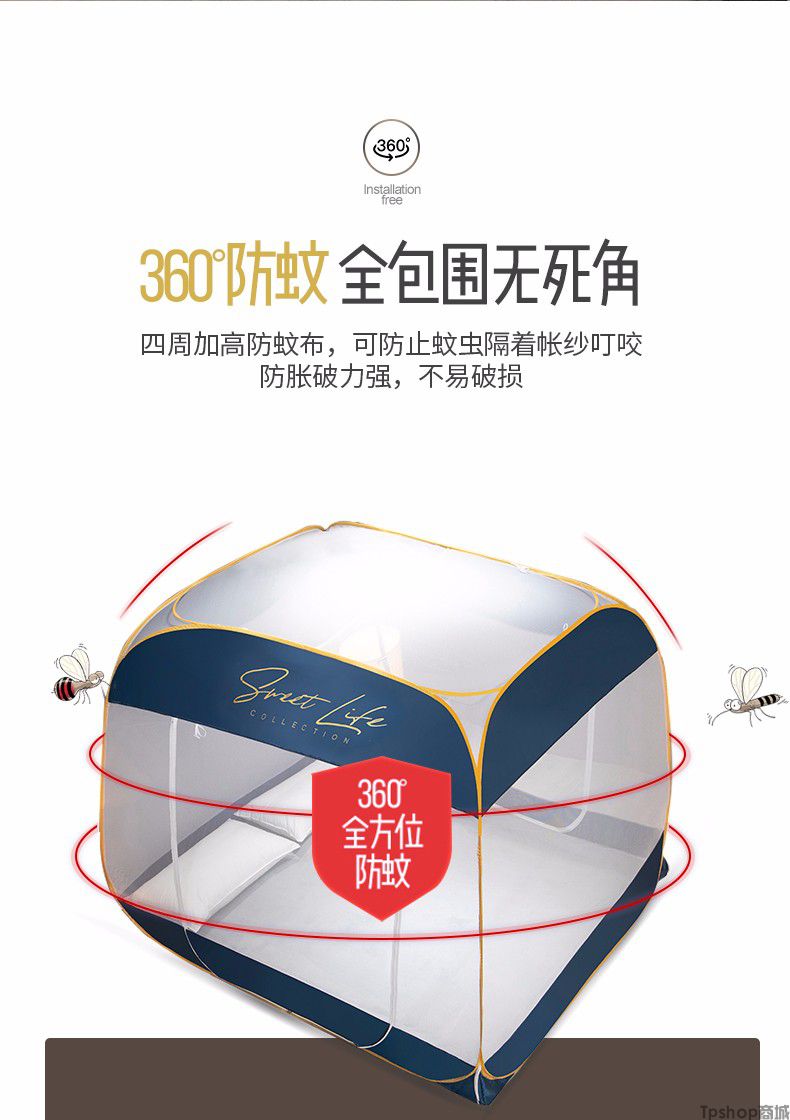 360°
Installation
free
360°防蚊 全包围无死角
四周加高防蚊布，可防止蚊虫隔着帐纱叮咬
防胀破力强，不易破损
Sweet Life
COLLECTION
360°
全方位
防蚊
Tpshop商城